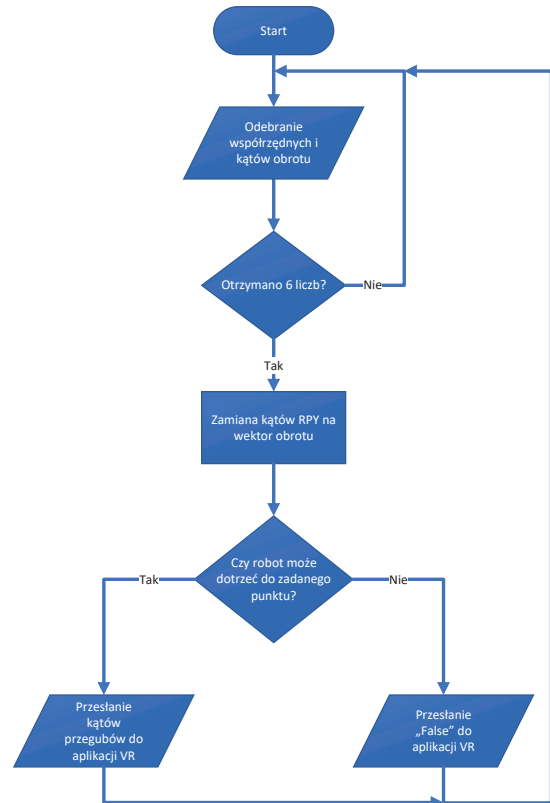 Start
Odebranie
współrzędnych i
kątów obrotu
Otrzymano 6 liczb?
Nie
Tak
Zamiana kątów RPY na
wektor obrotu
Czy robot może
dotrzeć do zadanego
punktu?
Tak
Nie
Przesłanie
kątów
przegubów do
aplikacji VR
Przesłanie
„False” do
aplikacji VR